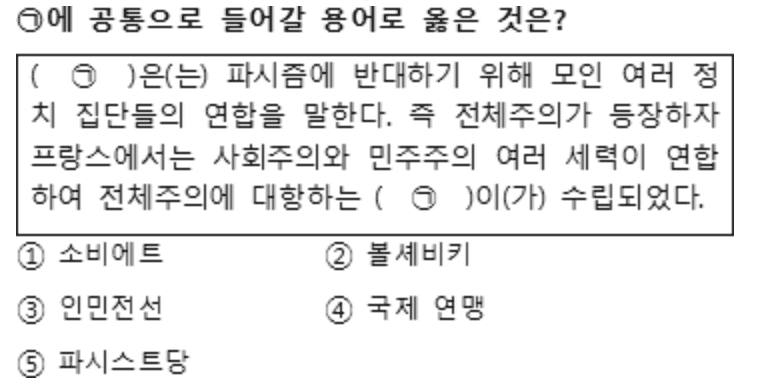 ㉠에 공통으로 들어갈 용어로 옳은 것은?
( ㉠ )은(는) 파시즘에 반대하기 위해 모인 여러 정
치 집단들의 연합을 말한다. 즉 전체주의가 등장하자
프랑스에서는 사회주의와 민주주의 여러 세력이 연합
하여 전체주의에 대항하는 ( ㉠ )이(가) 수립되었다.
① 소비에트 ② 볼셰비키
③ 인민전선 ④ 국제 연맹
⑤ 파시스트당